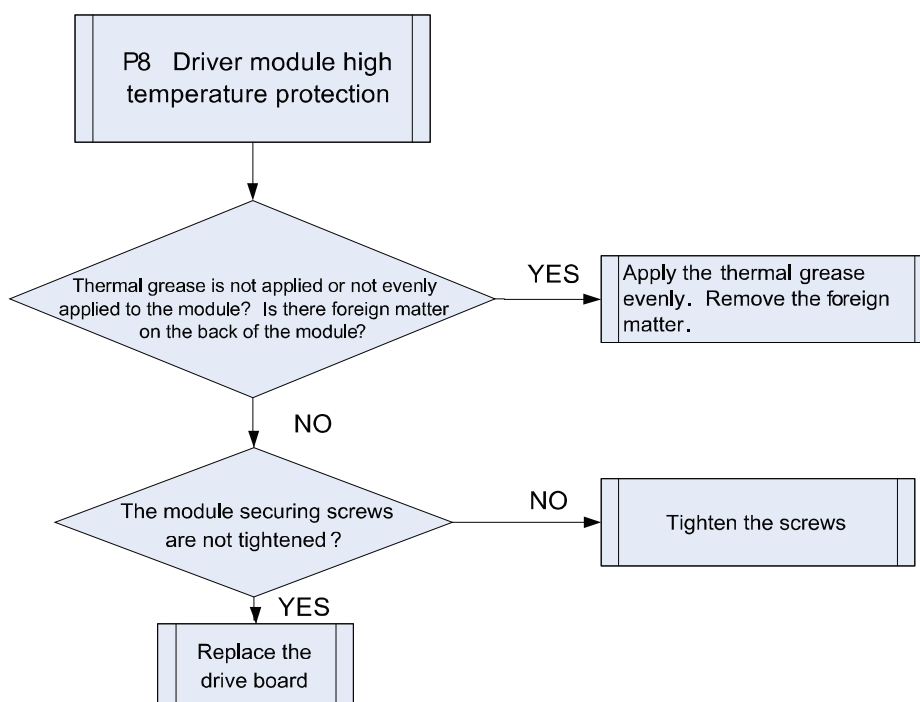 P8 Driver module high
temperature protection
Thermal grease is not applied or not evenly
applied to the module? Is there foreign matter
on the back of the module?
YES
Apply the thermal grease
evenly. Remove the foreign
matter.
NO
The module securing screws
are not tightened?
NO
Tighten the screws
YES
Replace the
drive board